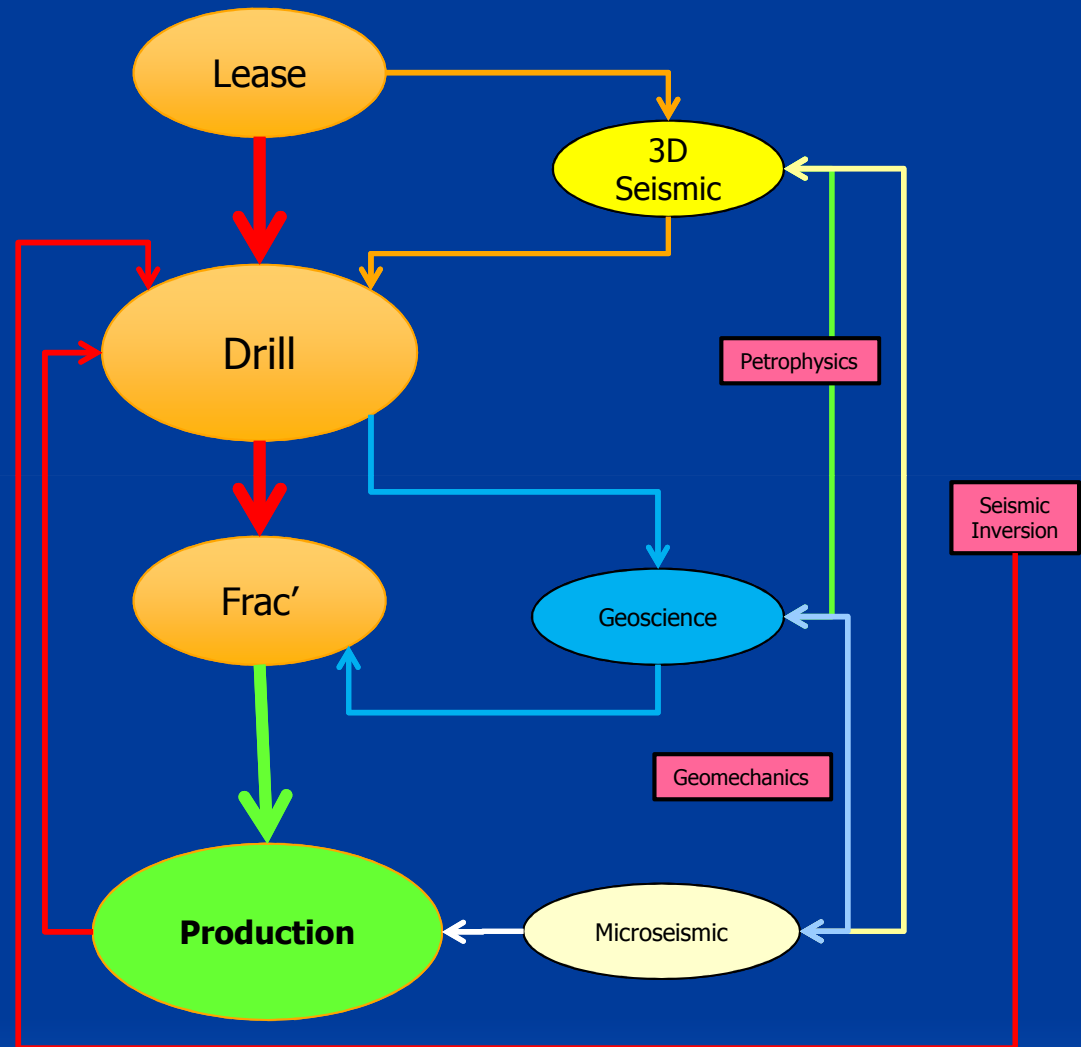 Lease
3D
Seismic
Drill
Petrophysics
Seismic
Inversion
Frac’
Geoscience
Geomechanics
Production
Microseismic